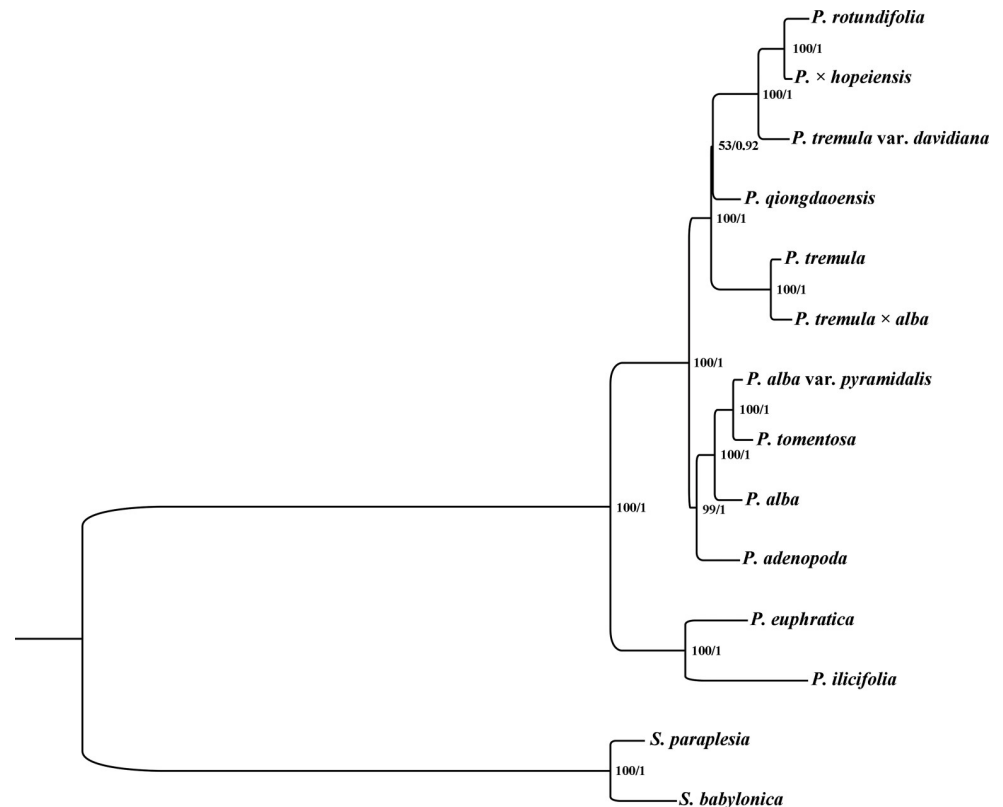 P. rotundifolia
100/1
P. × hopeiensis
100/1
P. tremula var. davidiana
53/0.92
P. qiongdaoensis
100/1
P. tremula
100/1
P. tremula × alba
100/1
P. alba var. pyramidalis
100/1
P. tomentosa
100/1
P. alba
100/1
99/1
P. adenopoda
P. euphratica
100/1
P. ilicifolia
S. paraplesia
100/1
S. babylonica